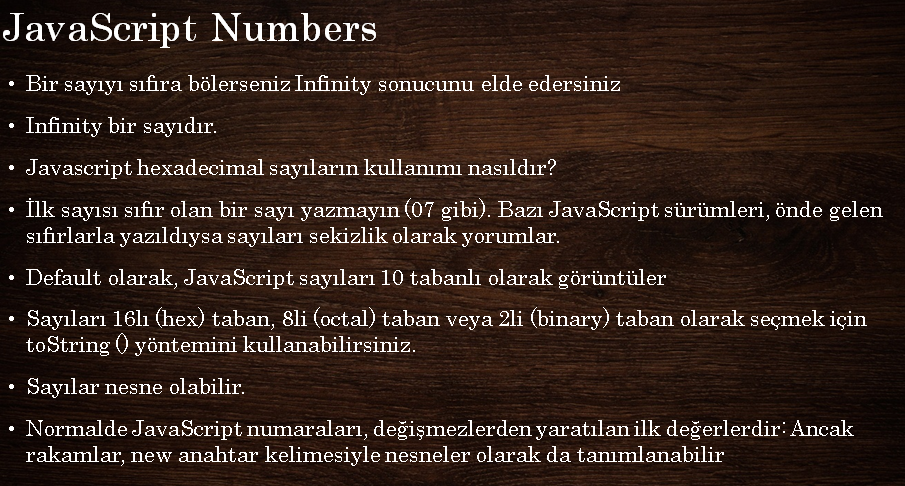 JavaScript Numbers
• Bir sayıyı sıfıra bölerseniz Infinity sonucunu elde edersiniz
• Infinity bir sayıdır.
• Javascript hexadecimal sayıların kullanımı nasıldır?
• İlk sayısı sıfır olan bir sayı yazmayın (07 gibi). Bazı JavaScript sürümleri, önde gelen
sıfırlarla yazıldıysa sayıları sekizlik olarak yorumlar.
• Default olarak, JavaScript sayıları 10 tabanlı olarak görüntüler
• Sayıları 16lı (hex) taban, 8li (octal) taban veya 2li (binary) taban olarak seçmek için
toString () yöntemini kullanabilirsiniz.
• Sayılar nesne olabilir.
• Normalde JavaScript numaraları, değişmezlerden yaratılan ilk değerlerdir: Ancak
rakamlar, new anahtar kelimesiyle nesneler olarak da tanımlanabilir